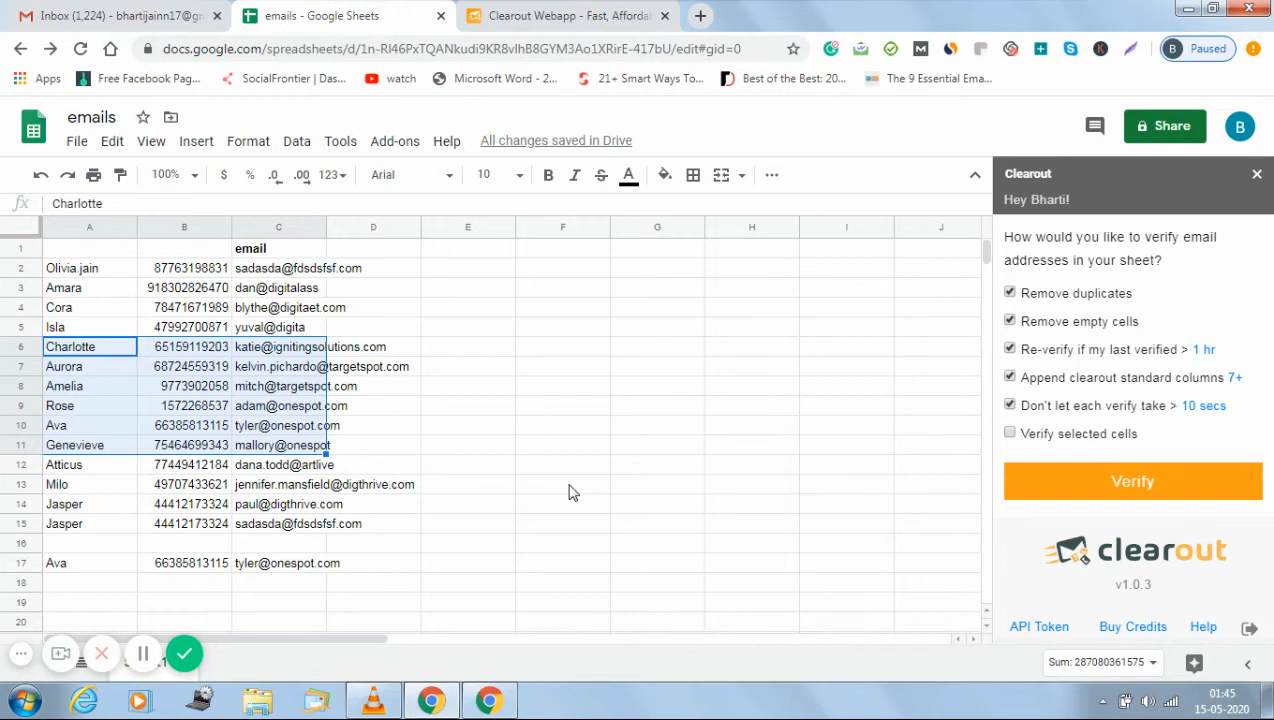 Inbox (1,224) - bhartijainn17@gr
emails - Google Sheets
Clearout Webapp - Fast, Affordab
docs.google.com/spreadsheets/d/1n-RI46PxTQANkudi9KR8vIhB8GYM3Ao1XRirE-417bU/edit#gid=0
B Paused
Apps
Free Facebook Pag...
SocialFrontier | Das...
watch
Microsoft Word - 2...
21+ Smart Ways To...
Best of the Best: 20...
The 9 Essential Ema...
emails
File Edit View Insert Format Data Tools Add-ons Help All changes saved in Drive
Share
B
100% $ % .0 .00 123 Arial 10 B I S A
fx Charlotte
A B C D E F G H I J
1 email
2 Olivia.jain 87763198831 sadasda@fdsdsfsf.com
3 Amara 918302826470 dan@digitalass
4 Cora 78471671989 blythe@digitaet.com
5 Isla 47992700871 yuval@digita
6 Charlotte 65159119203 katie@ignitingsolutions.com
7 Aurora 68724559319 kelvin.pichardo@targetspot.com
8 Amelia 9773902058 mitch@targetspot.com
9 Rose 1572268537 adam@onespot.com
10 Ava 66385813115 tyler@onespot.com
11 Genevieve 75464699343 mallory@onespot
12 Atticus 77449412184 dana.todd@artlive
13 Milo 49707433621 jennifer.mansfield@digthrive.com
14 Jasper 44412173324 paul@digthrive.com
15 Jasper 44412173324 sadasda@fdsdsfsf.com
16
17 Ava 66385813115 tyler@onespot.com
18
19
20
Clearout
Hey Bharti!
How would you like to verify email
addresses in your sheet?
Remove duplicates
Remove empty cells
Re-verify if my last verified > 1 hr
Append clearout standard columns 7+
Don't let each verify take > 10 secs
Verify selected cells
Verify
clearout
v1.0.3
API Token Buy Credits Help
Sum: 287080361575
01:45
15-05-2020